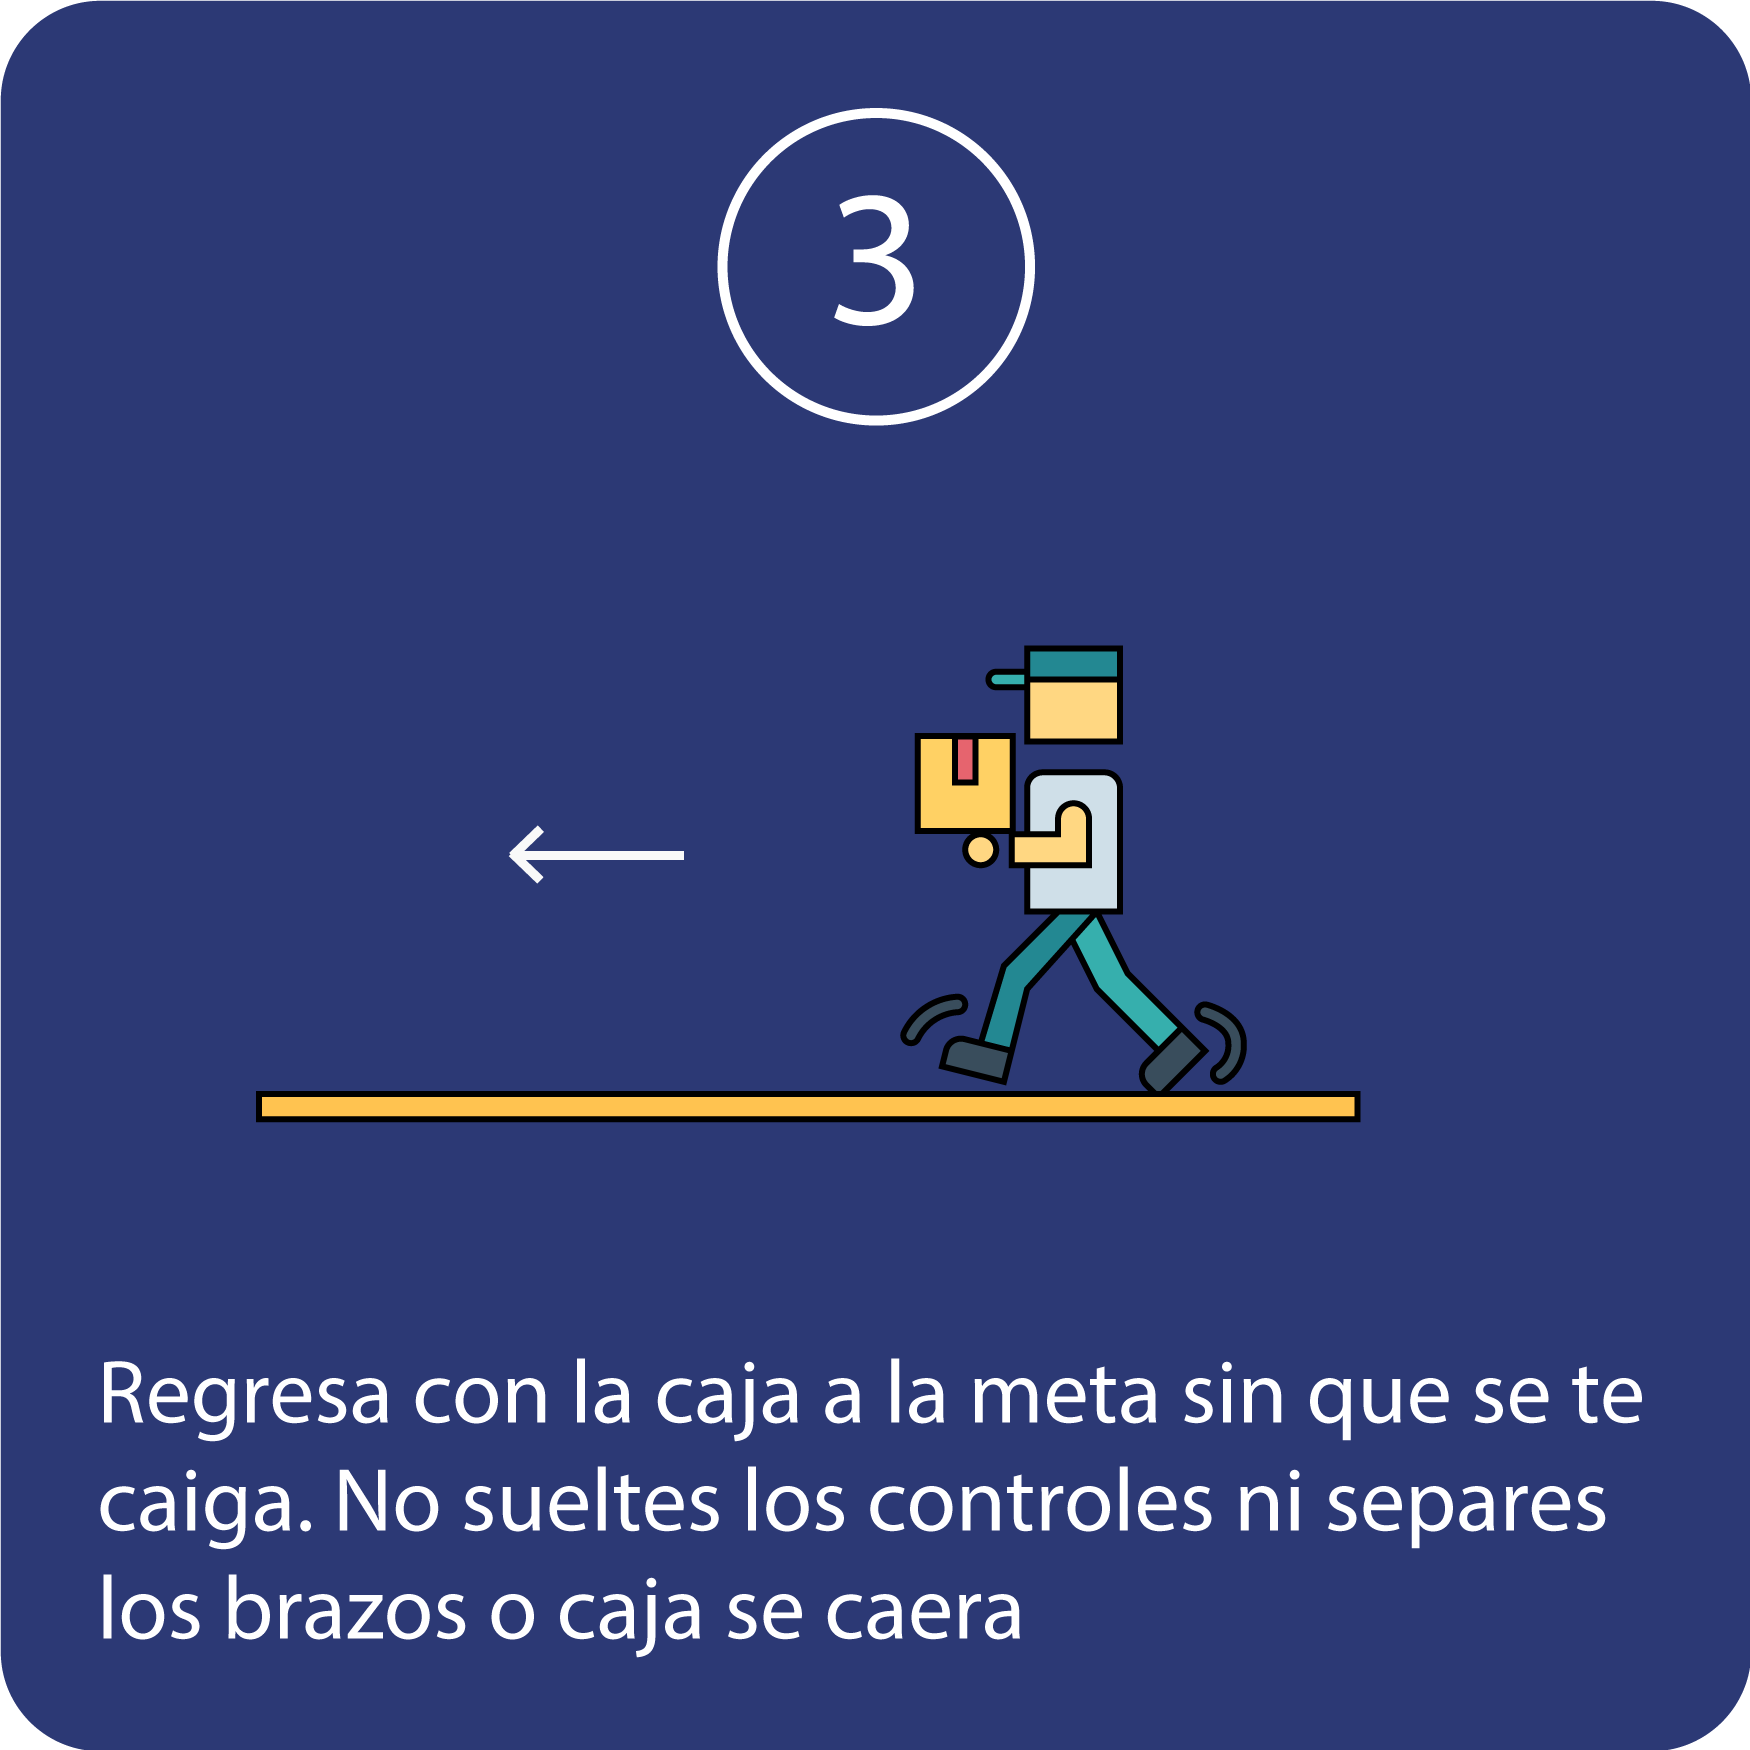 3
Regresa con la caja a la meta sin que se te
caiga. No sueltes los controles ni separes
los brazos o caja se caera